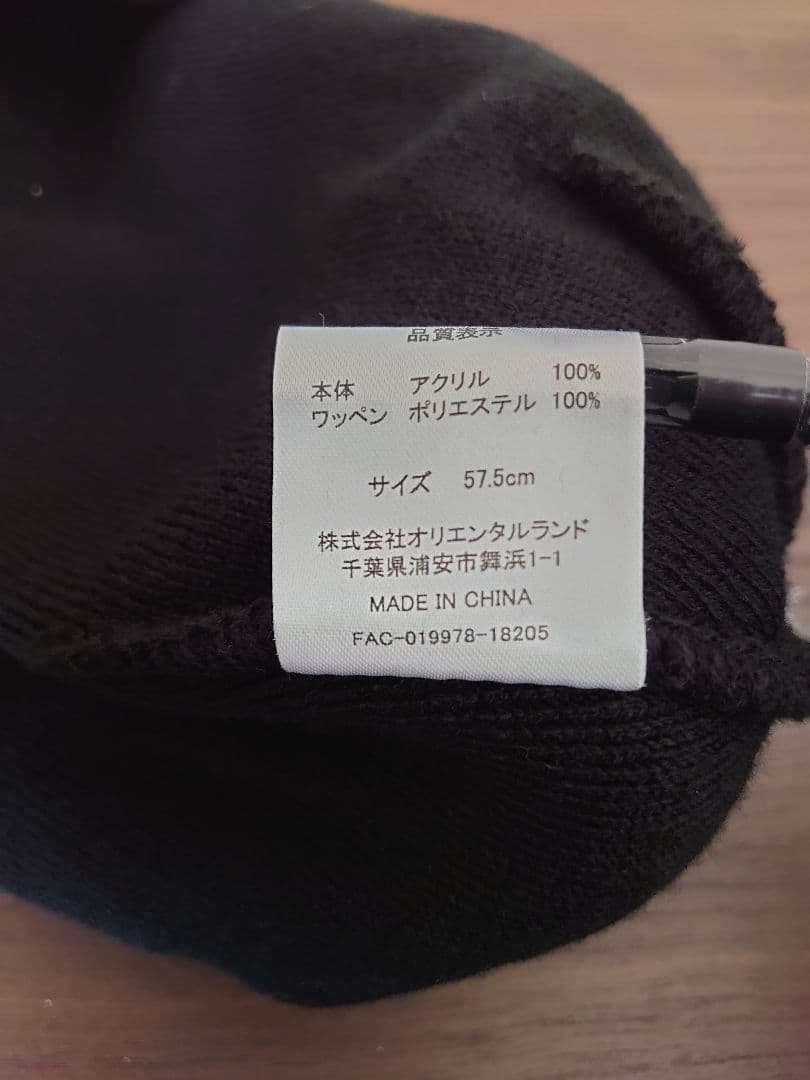 品質表示
本体 アクリル 100%
ワッペン ポリエステル 100%
サイズ 57.5cm
株式会社オリエンタルランド
千葉県浦安市舞浜1-1
MADE IN CHINA
FAC-019978-18205